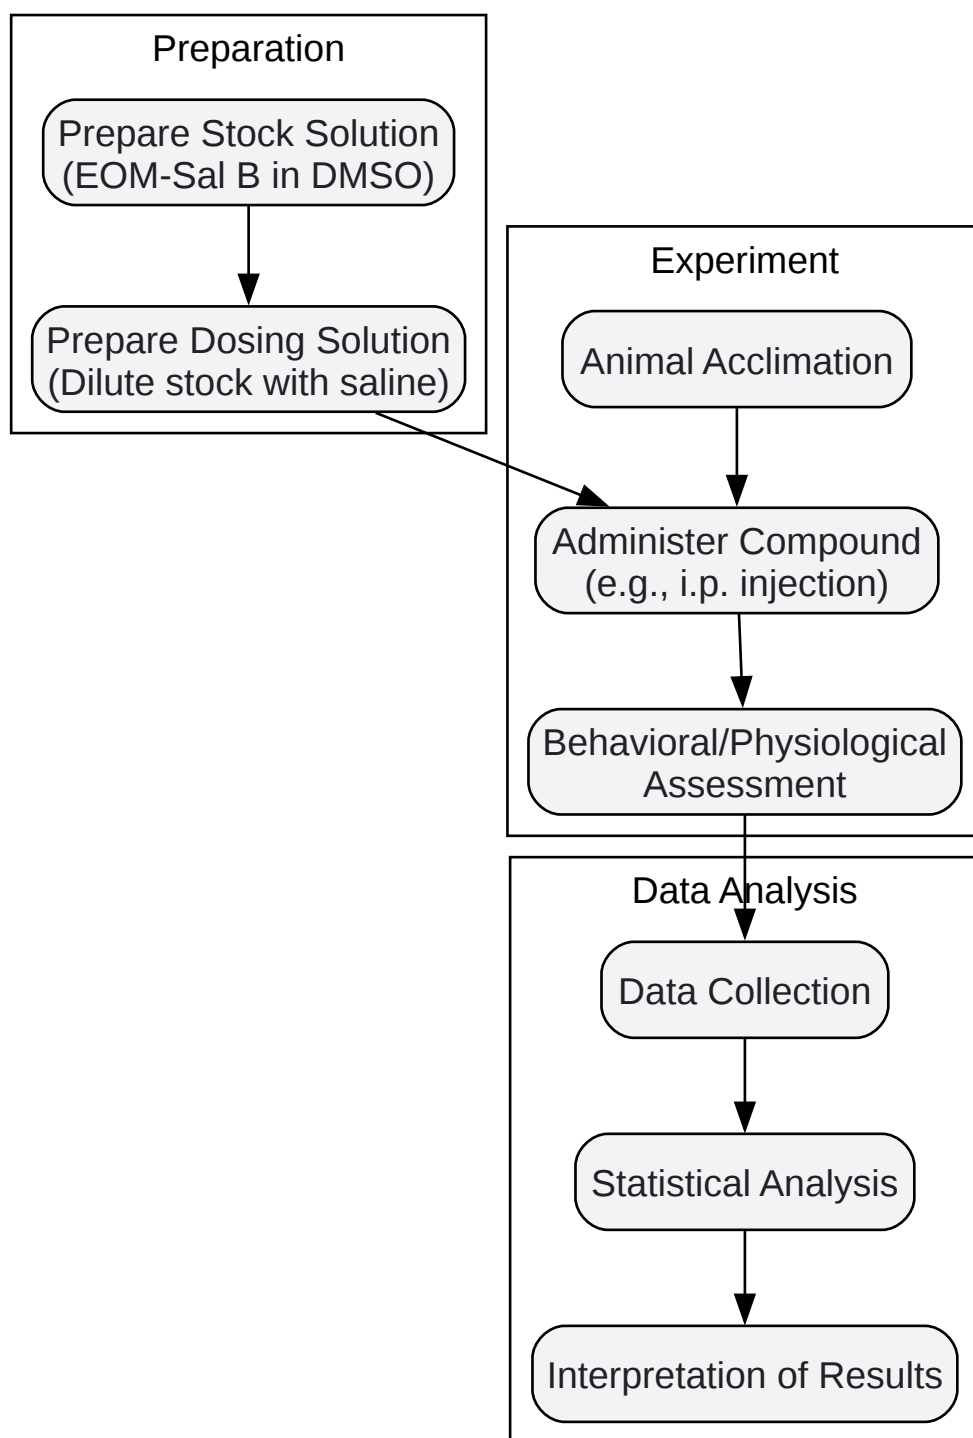 Preparation
Prepare Stock Solution
(EOM-Sal B in DMSO)
Prepare Dosing Solution
(Dilute stock with saline)
Experiment
Animal Acclimation
Administer Compound
(e.g., i.p. injection)
Behavioral/Physiological
Assessment
Data Analysis
Data Collection
Statistical Analysis
Interpretation of Results